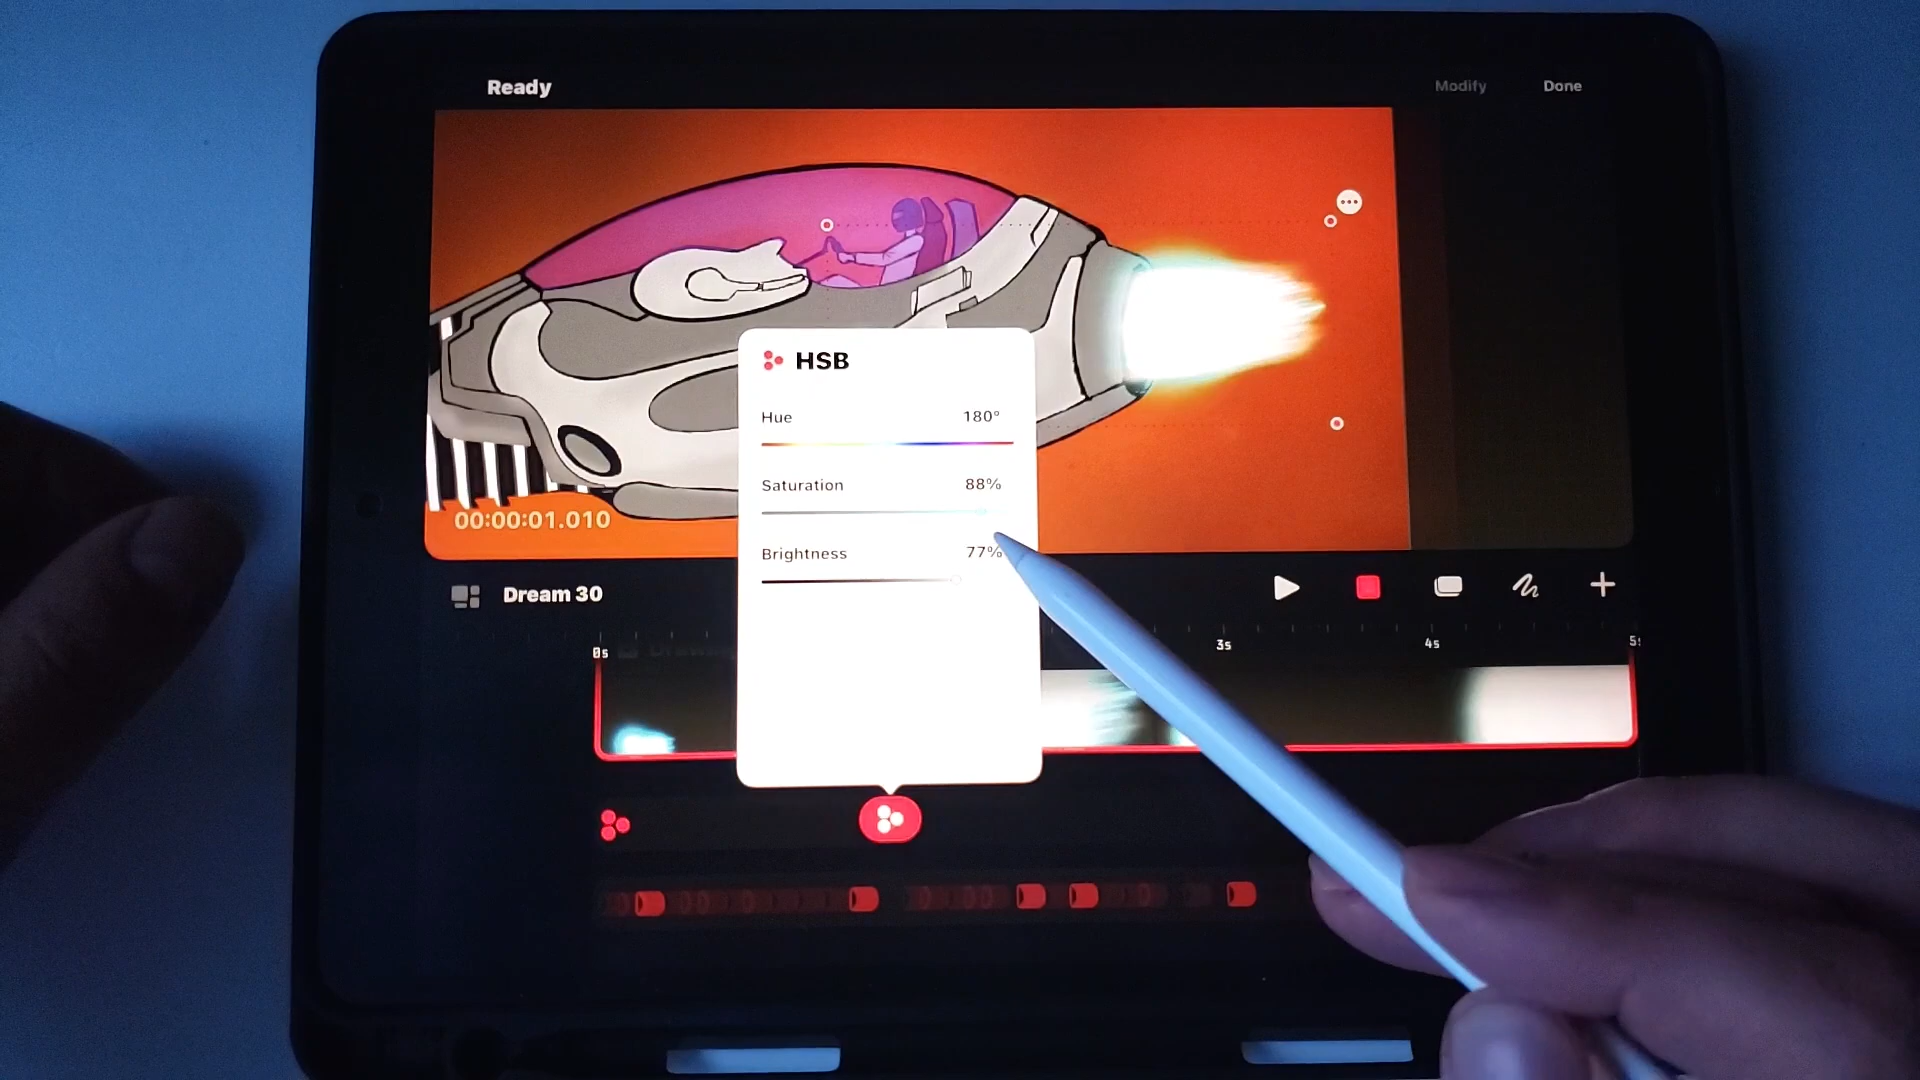 Ready
Modify
Done
HSB
Hue
180°
Saturation
88%
Brightness
77%
00:00:01.010
Dream 30
0s
3s
4s